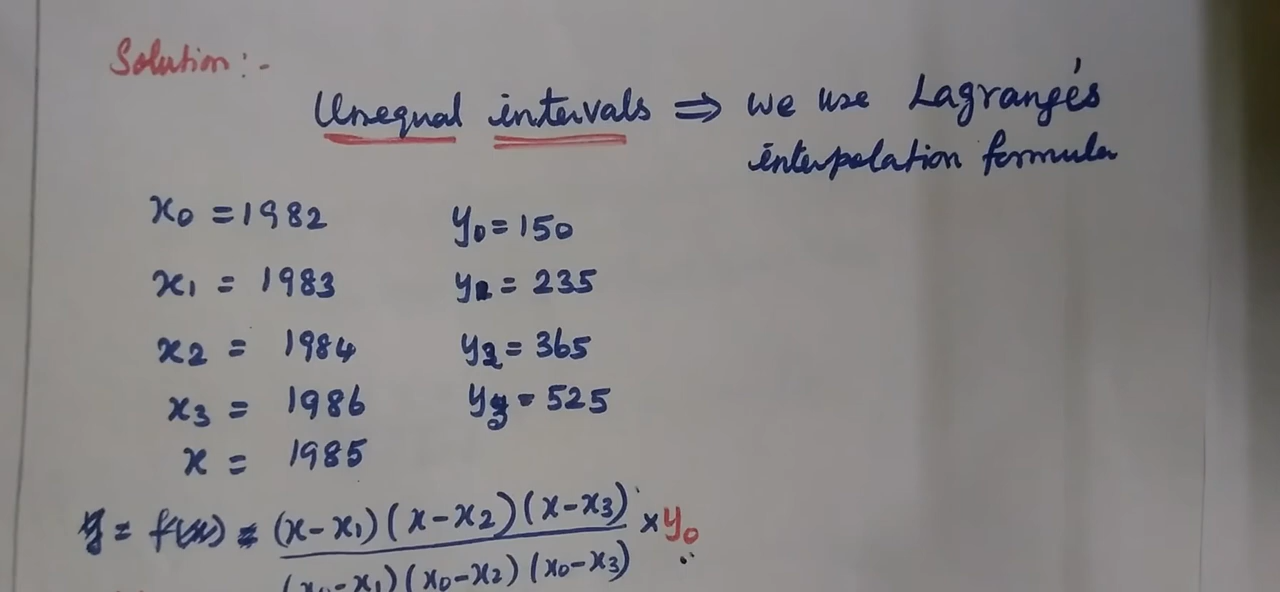 Solution:-
Unequal intervals ⇒ we use Lagrange's
interpolation formula
x0 = 1982 y0 = 150
x1 = 1983 y1 = 235
x2 = 1984 y2 = 365
x3 = 1986 y3 = 525
x = 1985
y = f(x) = (x-x1)(x-x2)(x-x3) × y0
(x0-x1)(x0-x2)(x0-x3)